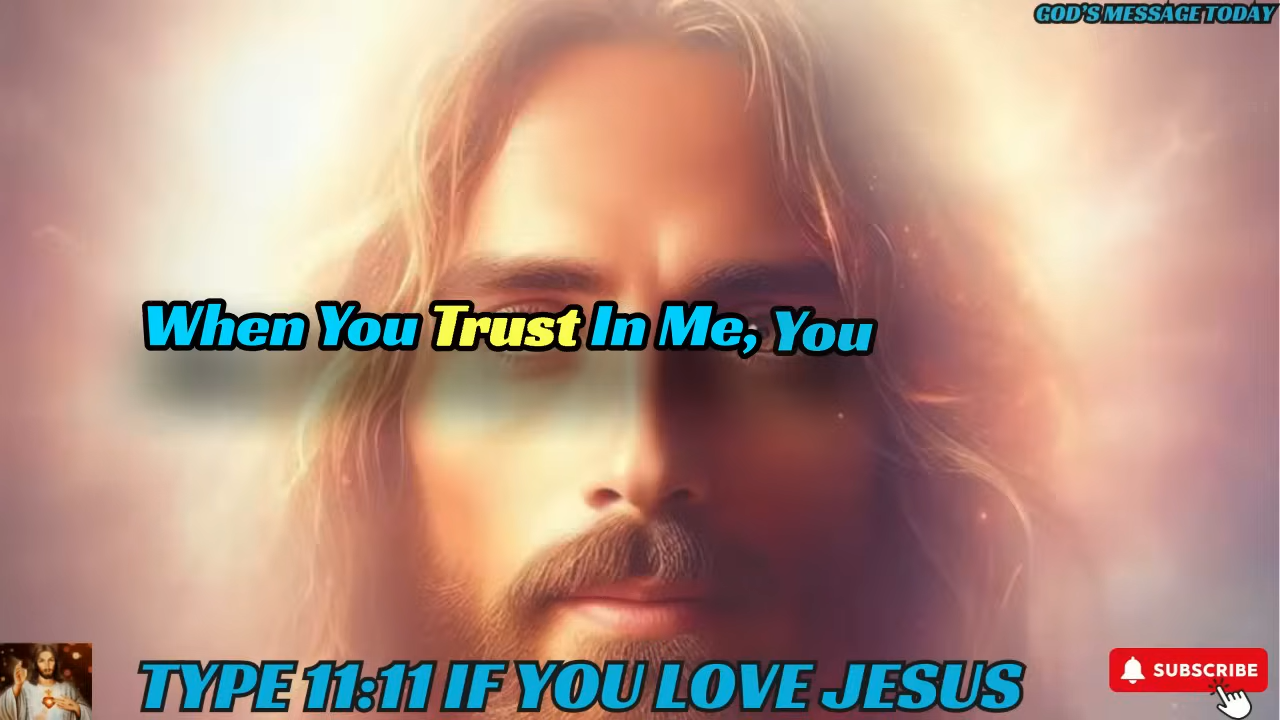 GOD'S MESSAGE TODAY
When You Trust In Me, You
TYPE 11:11 IF YOU LOVE JESUS
SUBSCRIBE